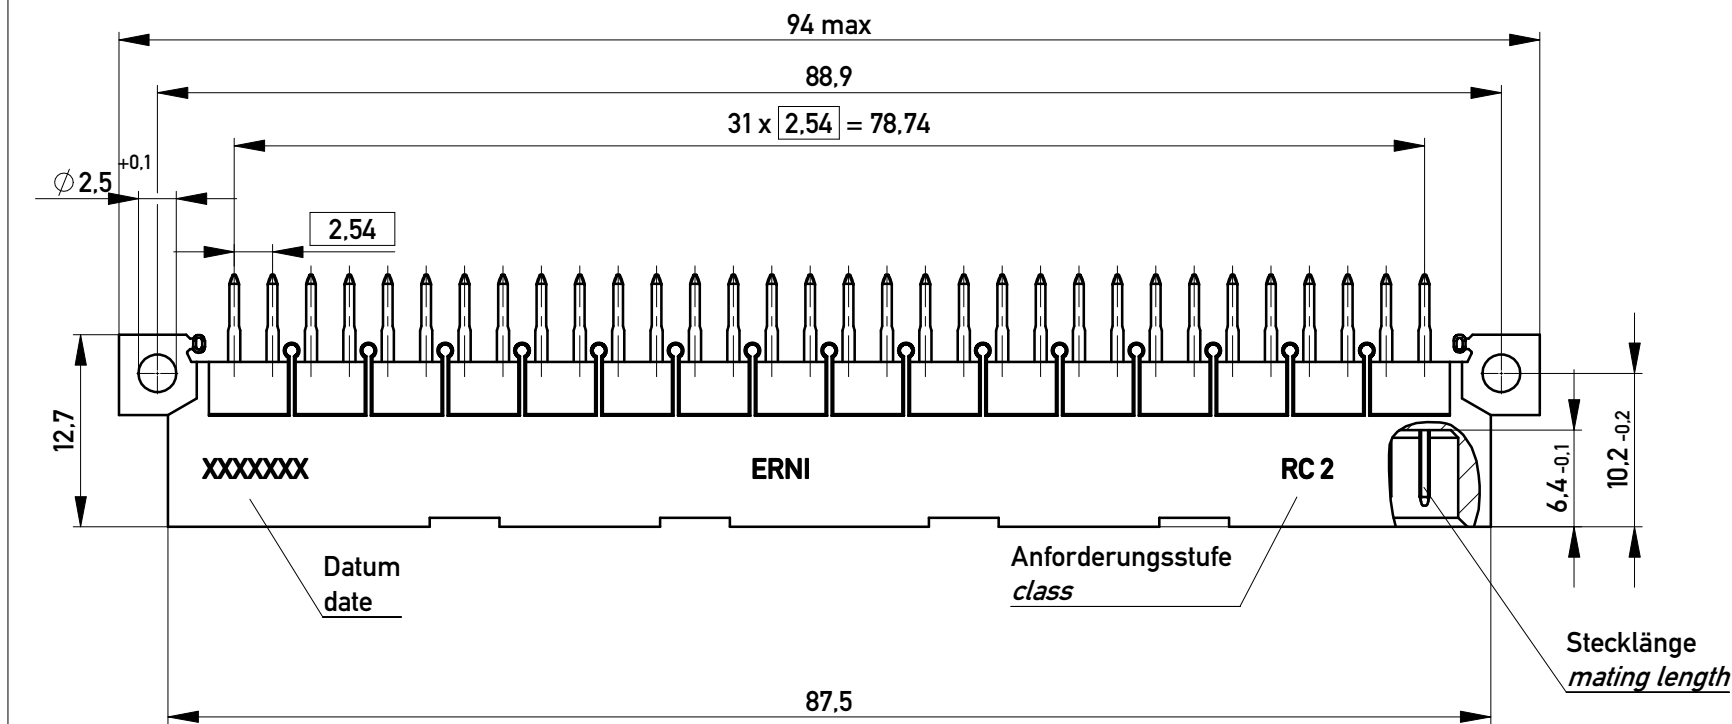 94 max
88,9
31 x 2,54 = 78,74
Ø 2,5 +0,1
2,54
12,7
XXXXXXX
ERNI
RC 2
6,4 -0,1
10,2 -0,2
Datum
date
Anforderungsstufe
class
Stecklänge
mating length
87,5